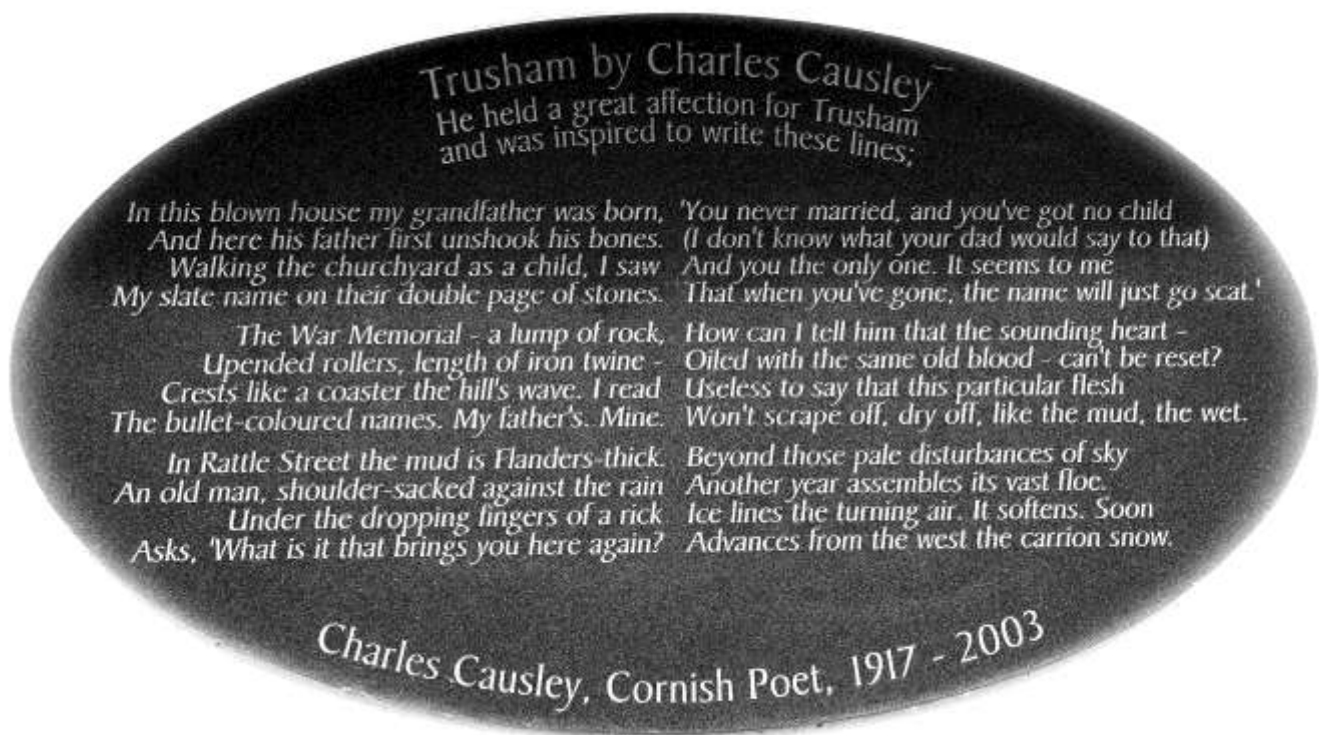 Trusham by Charles Causley
He held a great affection for Trusham
and was inspired to write these lines;
In this blown house my grandfather was born,
And here his father first unshook his bones.
Walking the churchyard as a child, I saw
My slate name on their double page of stones.
The War Memorial - a lump of rock,
Upended rollers, length of iron twine -
Crests like a coaster the hill's wave. I read
The bullet-coloured names. My father's. Mine.
In Rattle Street the mud is Flanders-thick.
An old man, shoulder-sacked against the rain
Under the dropping fingers of a rick
Asks, 'What is it that brings you here again?
'You never married, and you've got no child
(I don't know what your dad would say to that)
And you the only one. It seems to me
That when you've gone, the name will just go scat.'
How can I tell him that the sounding heart -
Oiled with the same old blood - can't be reset?
Useless to say that this particular flesh
Won't scrape off, dry off, like the mud, the wet.
Beyond those pale disturbances of sky
Another year assembles its vast floe.
Ice lines the turning air. It softens. Soon
Advances from the west the carrion snow.
Charles Causley, Cornish Poet, 1917 - 2003